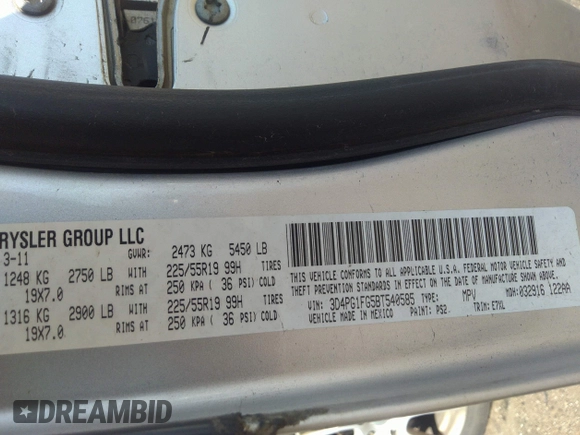 RYSLER GROUP LLC
3-11 GVWR: 2473 KG 5450 LB
1248 KG 2750 LB WITH 225/55R19 99H TIRES
19X7.0 RIMS AT 250 KPA ( 36 PSI) COLD
1316 KG 2900 LB WITH 225/55R19 99H TIRES
19X7.0 RIMS AT 250 KPA ( 36 PSI) COLD
THIS VEHICLE COMPLIES TO ALL APPLICABLE U.S.A. FEDERAL MOTOR VEHICLE SAFETY AND
THEFT PREVENTION STANDARDS IN EFFECT ON THE DATE OF MANUFACTURE SHOWN ABOVE.
VIN: 3D4PG1FG5BT540585 TYPE: MPV MDH: 032916 122AA
VEHICLE MADE IN MEXICO PAINT: PS2 TRIM: E7XL
DREAMBID